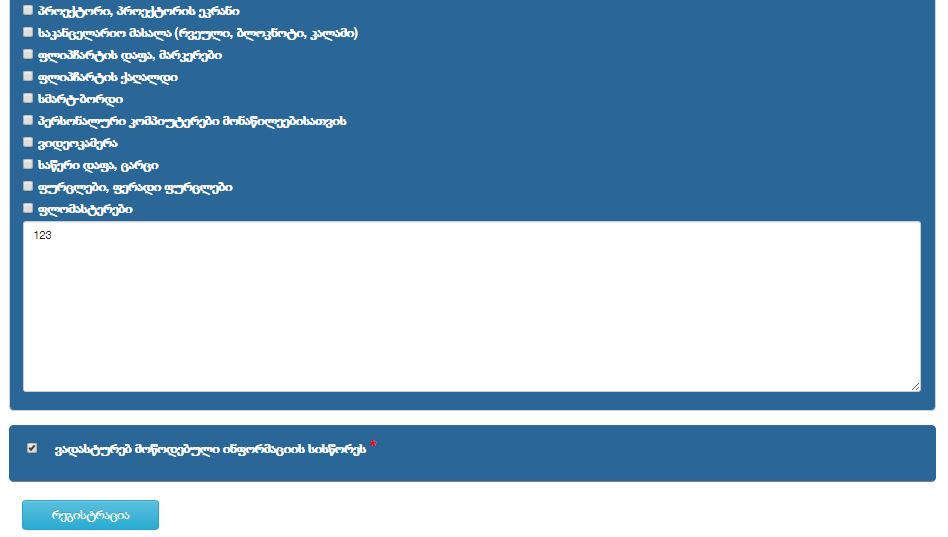 პროექტორი, პროექტორის ეკრანი
საკანცელარიო მასალა (რვეული, ბლოკნოტი, კალამი)
ფლიპჩარტის დაფა, მარკერები
ფლიპჩარტის ქაღალდი
სმარტ-ბორდი
პერსონალური კომპიუტერები მონაწილეებისათვის
ვიდეოკამერა
საწერი დაფა, ცარცი
ფურცლები, ფერადი ფურცლები
ფლომასტერები
123
ვადასტურებ მოწოდებული ინფორმაციის სისწორეს *
რეგისტრაცია